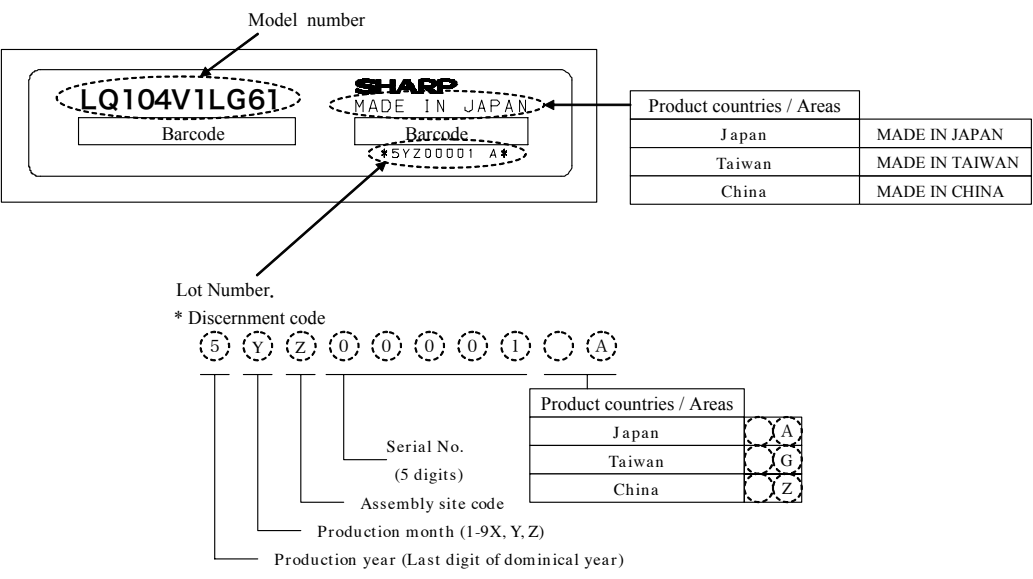 Model number
LQ104V1LG61
Barcode
SHARP
MADE IN JAPAN
Barcode
*5YZ00001 A*
Product countries / Areas
Japan MADE IN JAPAN
Taiwan MADE IN TAIWAN
China MADE IN CHINA
Lot Number.
* Discernment code
5 Y Z 0 0 0 0 1 A
Product countries / Areas
Japan A
Taiwan G
China Z
Serial No.
(5 digits)
Assembly site code
Production month (1-9X, Y, Z)
Production year (Last digit of dominical year)